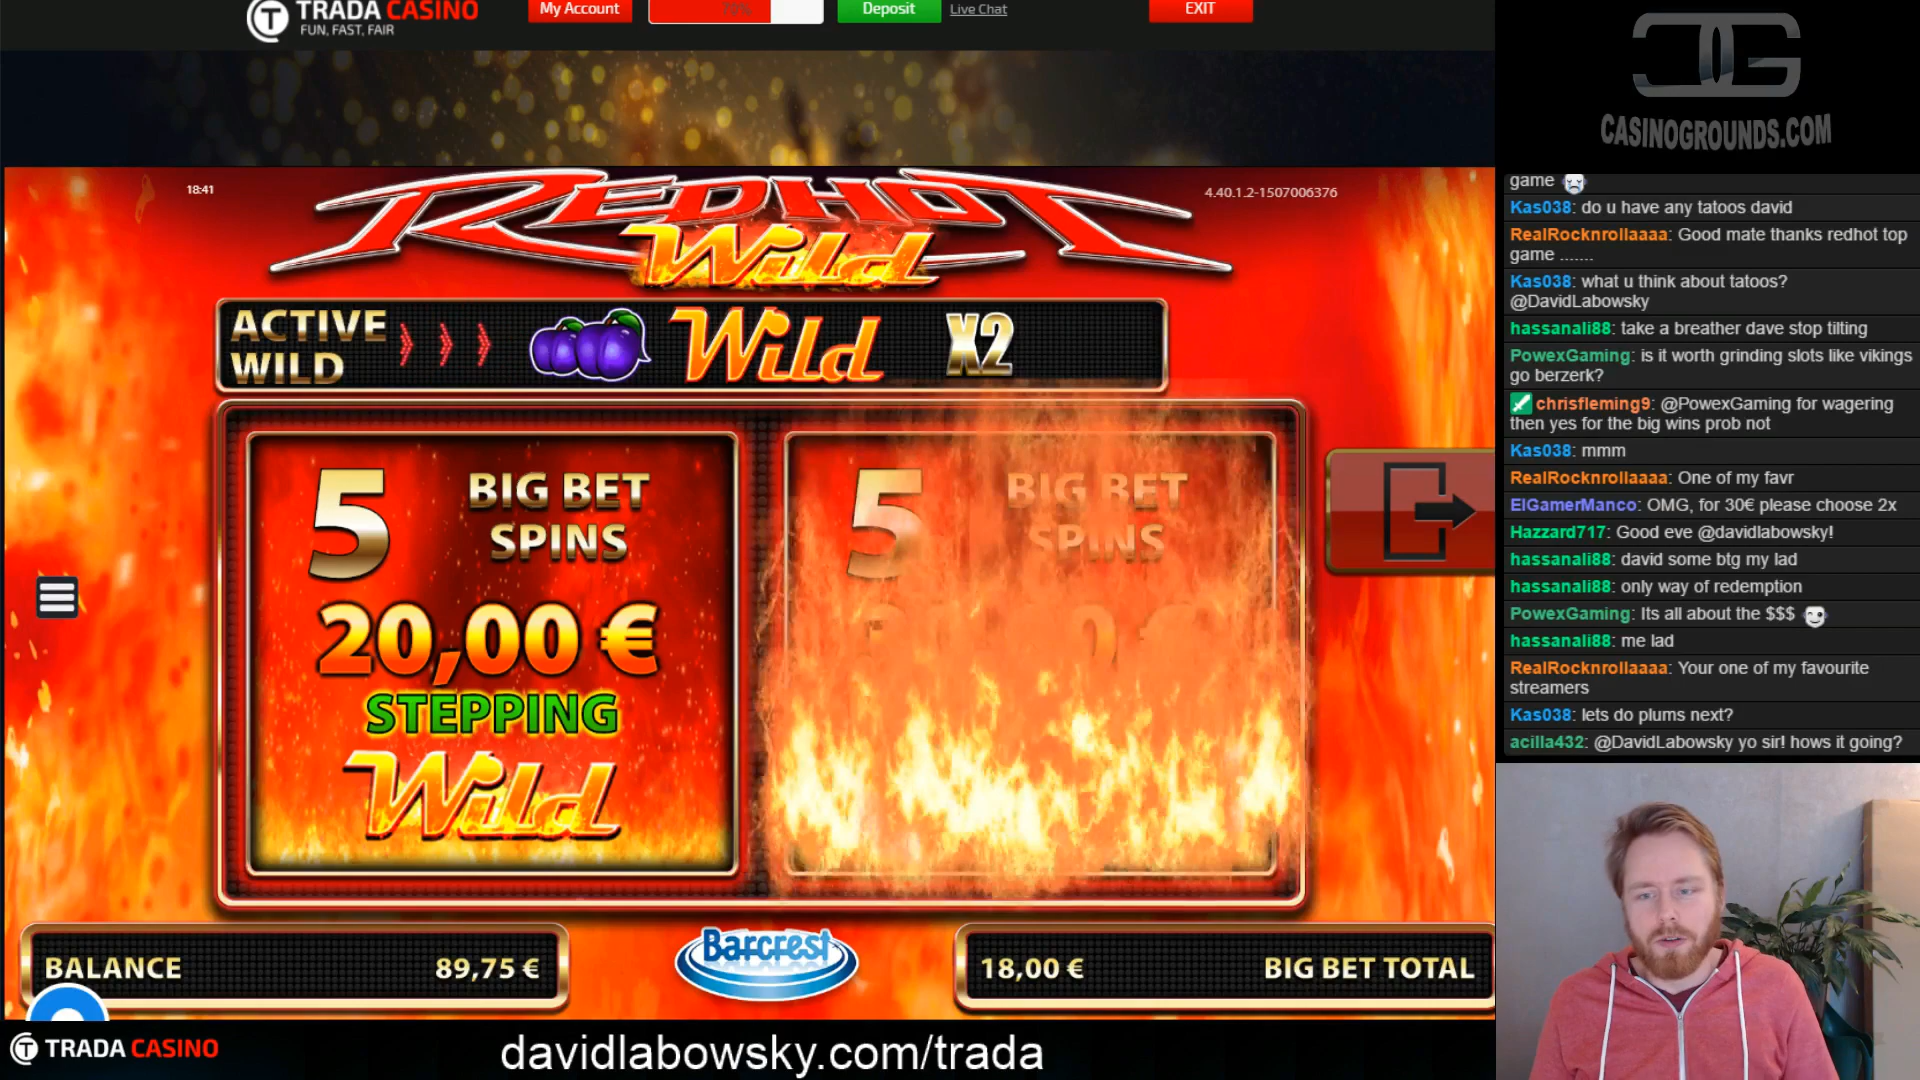 TRADA CASINO
FUN, FAST, FAIR
My Account
70%
Deposit
Live Chat
EXIT
CASINOGROUNDS.COM
18:41
REDHOT
Wild
4.40.1.2-1507006376
ACTIVE
WILD
Wild
X2
5
BIG BET
SPINS
20,00 €
STEPPING
Wild
5
BIG BET
SPINS
BALANCE
89,75 €
Barcrest
18,00 €
BIG BET TOTAL
TRADA CASINO
davidlabowsky.com/trada
game
Kas038: do u have any tatoos david
RealRocknrollaaaa: Good mate thanks redhot top
game .......
Kas038: what u think about tatoos?
@DavidLabowsky
hassanali88: take a breather dave stop tilting
PowexGaming: is it worth grinding slots like vikings
go berzerk?
chrisfleming9: @PowexGaming for wagering
then yes for the big wins prob not
Kas038: mmm
RealRocknrollaaaa: One of my favr
ElGamerManco: OMG, for 30€ please choose 2x
Hazzard717: Good eve @davidlabowsky!
hassanali88: david some btg my lad
hassanali88: only way of redemption
PowexGaming: Its all about the $$$
hassanali88: me lad
RealRocknrollaaaa: Your one of my favourite
streamers
Kas038: lets do plums next?
acilla432: @DavidLabowsky yo sir! hows it going?